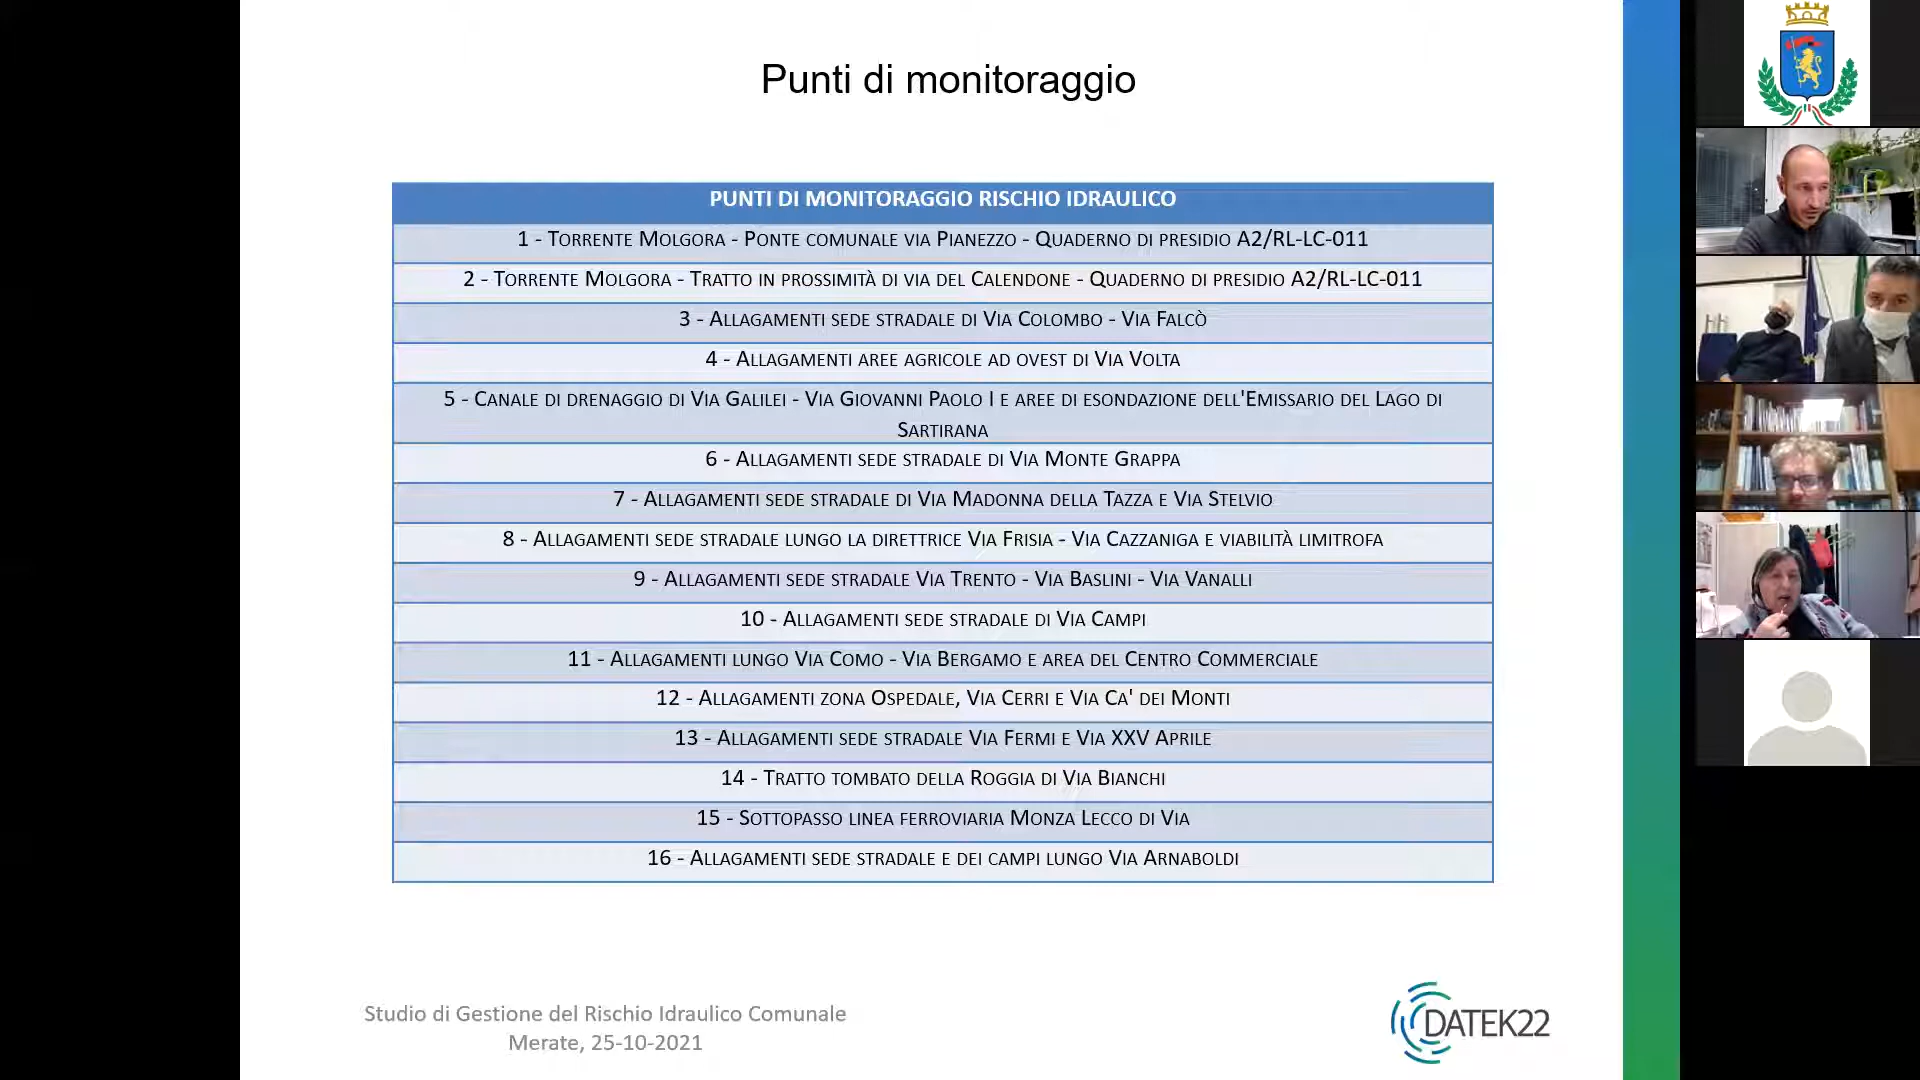 Punti di monitoraggio
PUNTI DI MONITORAGGIO RISCHIO IDRAULICO
1 - Torrente Molgora - Ponte comunale via Pianezzo - Quaderno di presidio A2/RL-LC-011
2 - Torrente Molgora - Tratto in prossimità di via del Calendone - Quaderno di presidio A2/RL-LC-011
3 - Allagamenti sede stradale di Via Colombo - Via Falcò
4 - Allagamenti aree agricole ad ovest di Via Volta
5 - Canale di drenaggio di Via Galilei - Via Giovanni Paolo I e aree di esondazione dell'Emissario del Lago di
Sartirana
6 - Allagamenti sede stradale di Via Monte Grappa
7 - Allagamenti sede stradale di Via Madonna della Tazza e Via Stelvio
8 - Allagamenti sede stradale lungo la direttrice Via Frisia - Via Cazzaniga e viabilità limitrofa
9 - Allagamenti sede stradale Via Trento - Via Baslini - Via Vanalli
10 - Allagamenti sede stradale di Via Campi
11 - Allagamenti lungo Via Como - Via Bergamo e area del Centro Commerciale
12 - Allagamenti zona Ospedale, Via Cerri e Via Ca' dei Monti
13 - Allagamenti sede stradale Via Fermi e Via XXV Aprile
14 - Tratto tombato della Roggia di Via Bianchi
15 - Sottopasso linea ferroviaria Monza Lecco di Via
16 - Allagamenti sede stradale e dei campi lungo Via Arnaboldi
Studio di Gestione del Rischio Idraulico Comunale
Merate, 25-10-2021
DATEK22